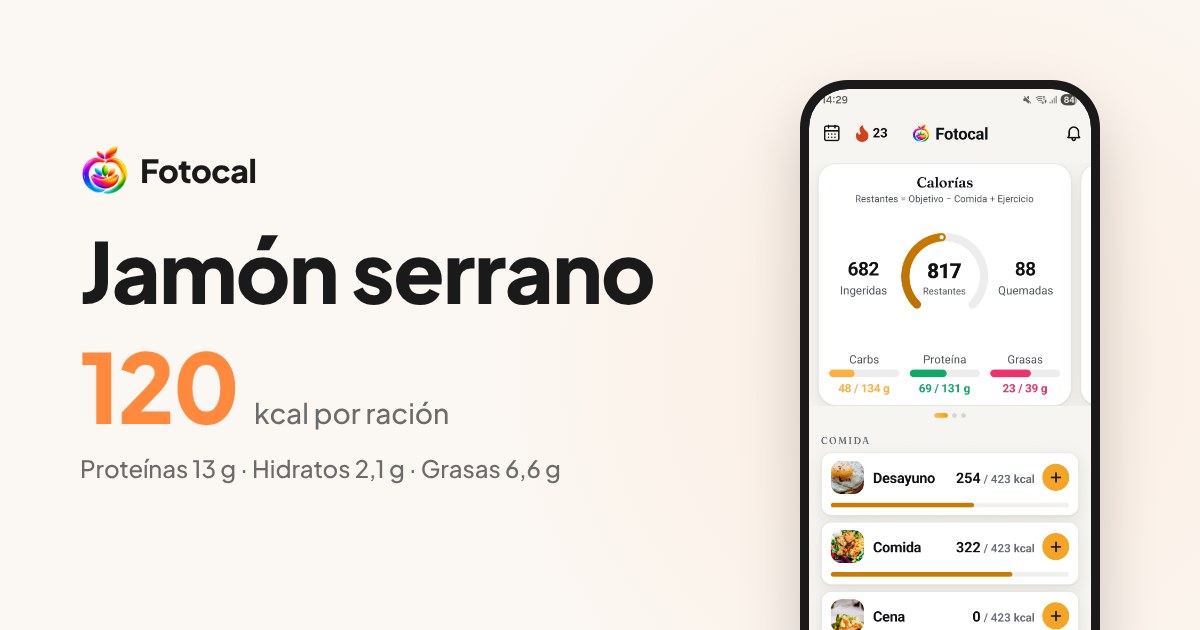 Fotocal
Jamón serrano
120 kcal por ración
Proteínas 13 g · Hidratos 2,1 g · Grasas 6,6 g
14:29
84
23
Fotocal
Calorías
Restantes = Objetivo − Comida + Ejercicio
682
Ingeridas
817
Restantes
88
Quemadas
Carbs
48 / 134 g
Proteína
69 / 131 g
Grasas
23 / 39 g
COMIDA
Desayuno 254 / 423 kcal +
Comida 322 / 423 kcal +
Cena 0 / 423 kcal +